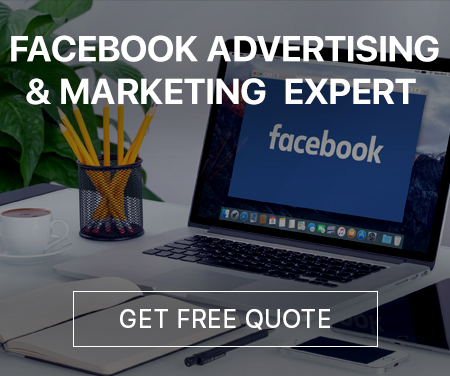 FACEBOOK ADVERTISING
& MARKETING EXPERT
facebook
GET FREE QUOTE